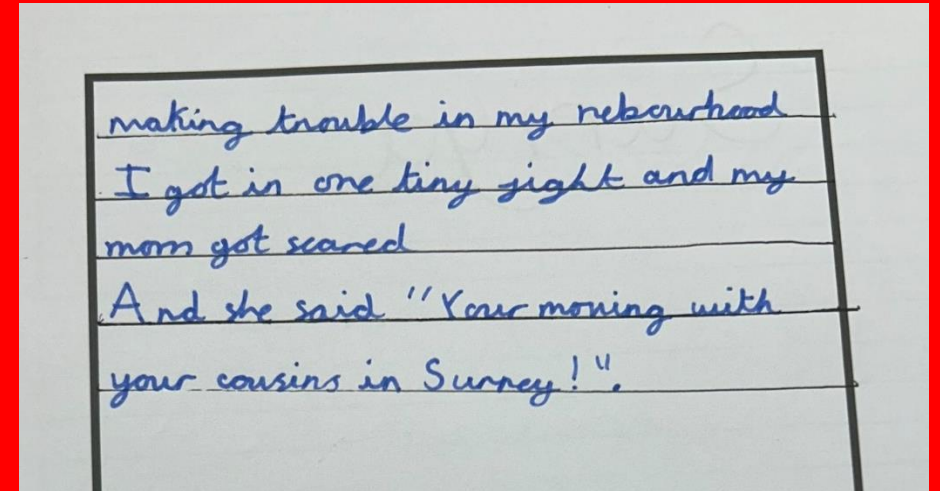 making trouble in my nebourhood
I got in one tiny fight and my
mom got scared
And she said "Your moving with
your cousins in Surrey!".